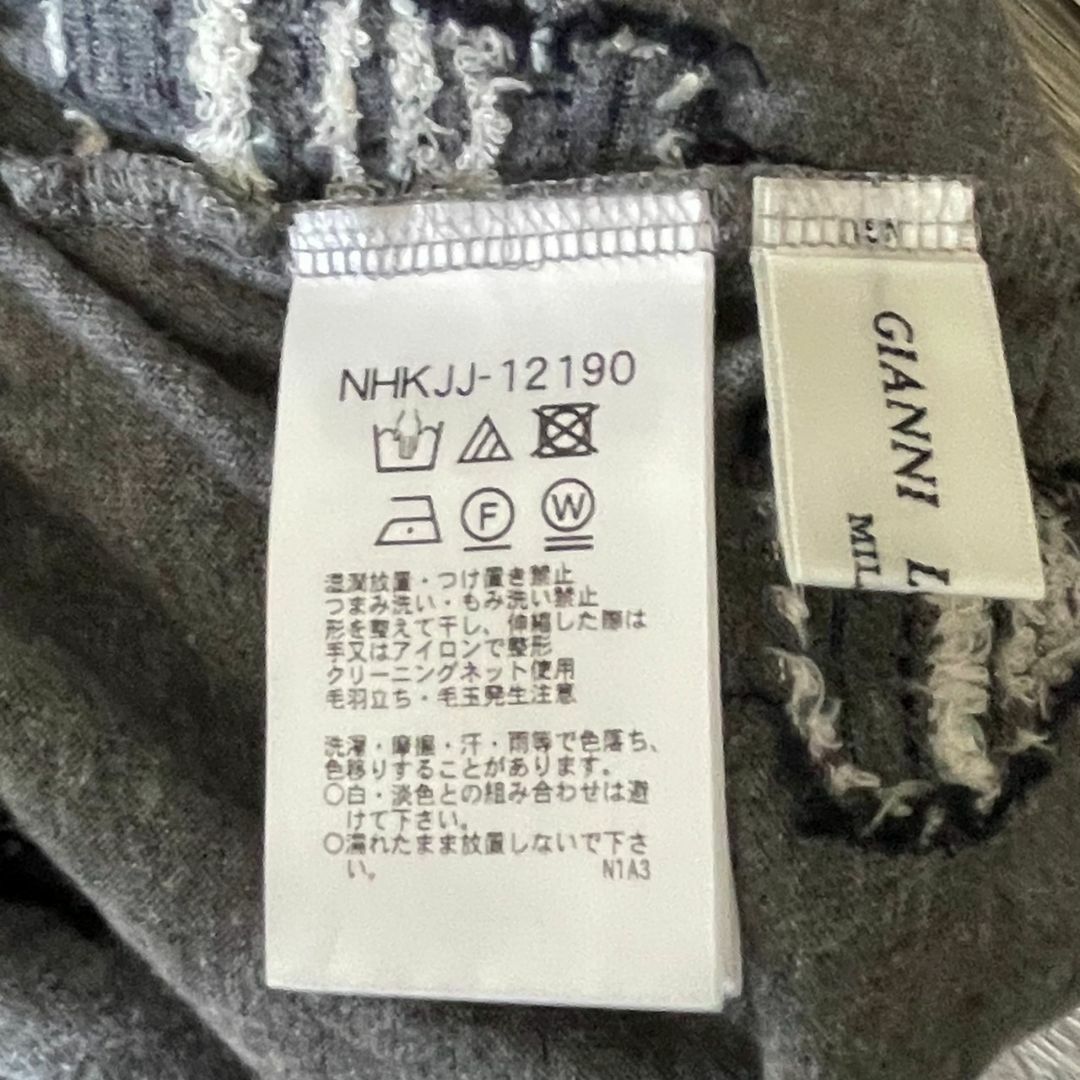 NHKJJ-12190
F W
湿潤放置・つけ置き禁止
つまみ洗い・もみ洗い禁止
形を整えて干し、伸縮した際は
手又はアイロンで整形
クリーニングネット使用
毛羽立ち・毛玉発生注意
洗濯・摩擦・汗・雨等で色落ち、
色移りすることがあります。
○白・淡色との組み合わせは避
けて下さい。
○濡れたまま放置しないで下さ
い。 N1A3
GIANNI L
MIL